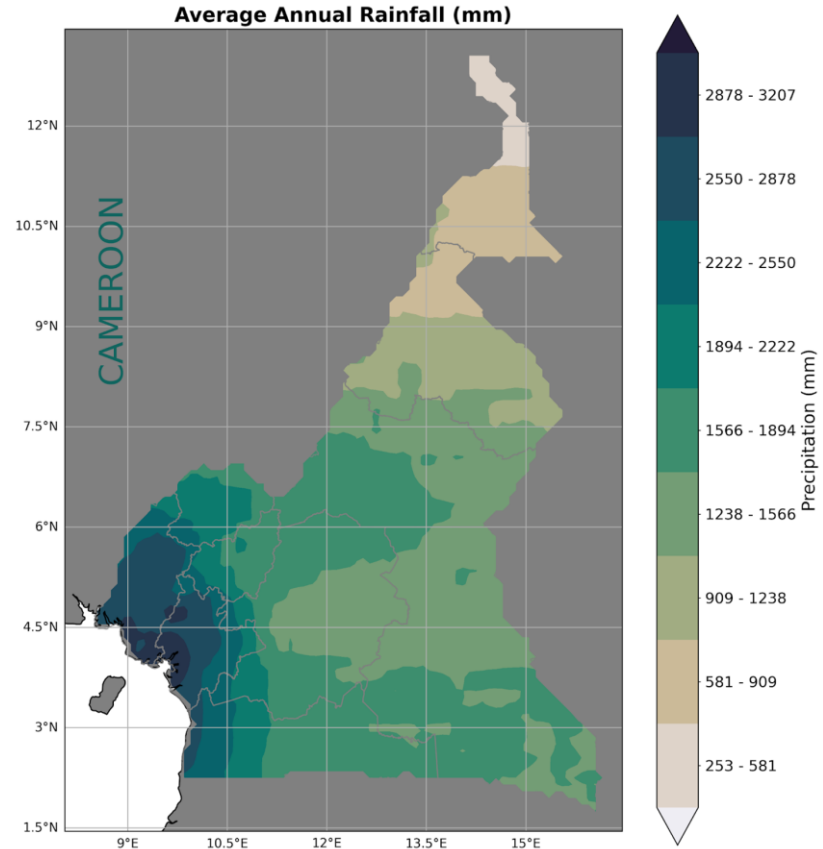 Average Annual Rainfall (mm)
CAMEROON
12°N
10.5°N
9°N
7.5°N
6°N
4.5°N
3°N
1.5°N
9°E
10.5°E
12°E
13.5°E
15°E
2878 - 3207
2550 - 2878
2222 - 2550
1894 - 2222
1566 - 1894
1238 - 1566
909 - 1238
581 - 909
253 - 581
Precipitation (mm)